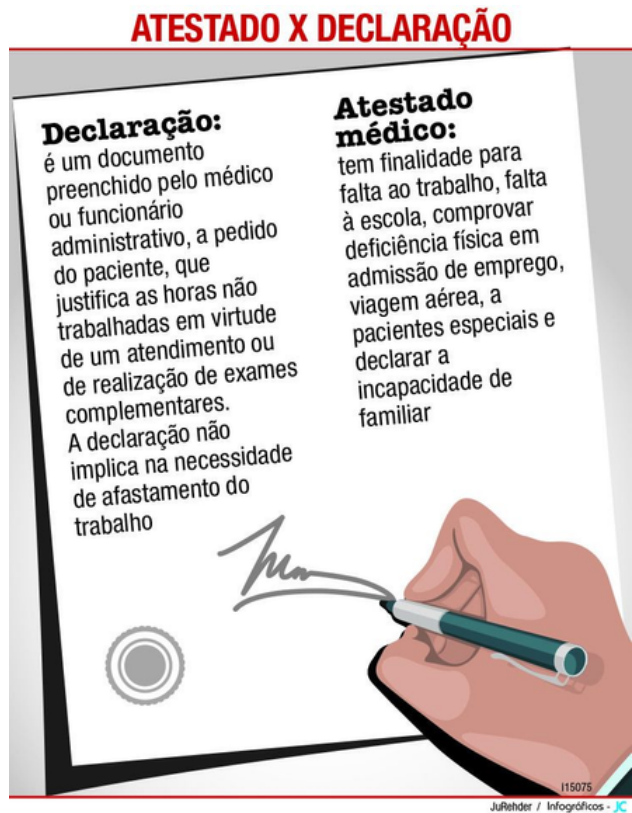 ATESTADO X DECLARAÇÃO
Declaração:
é um documento
preenchido pelo médico
ou funcionário
administrativo, a pedido
do paciente, que
justifica as horas não
trabalhadas em virtude
de um atendimento ou
de realização de exames
complementares.
A declaração não
implica na necessidade
de afastamento do
trabalho
Atestado
médico:
tem finalidade para
falta ao trabalho, falta
à escola, comprovar
deficiência física em
admissão de emprego,
viagem aérea, a
pacientes especiais e
declarar a
incapacidade de
familiar
I15075
JuRehder / Infográficos - JC